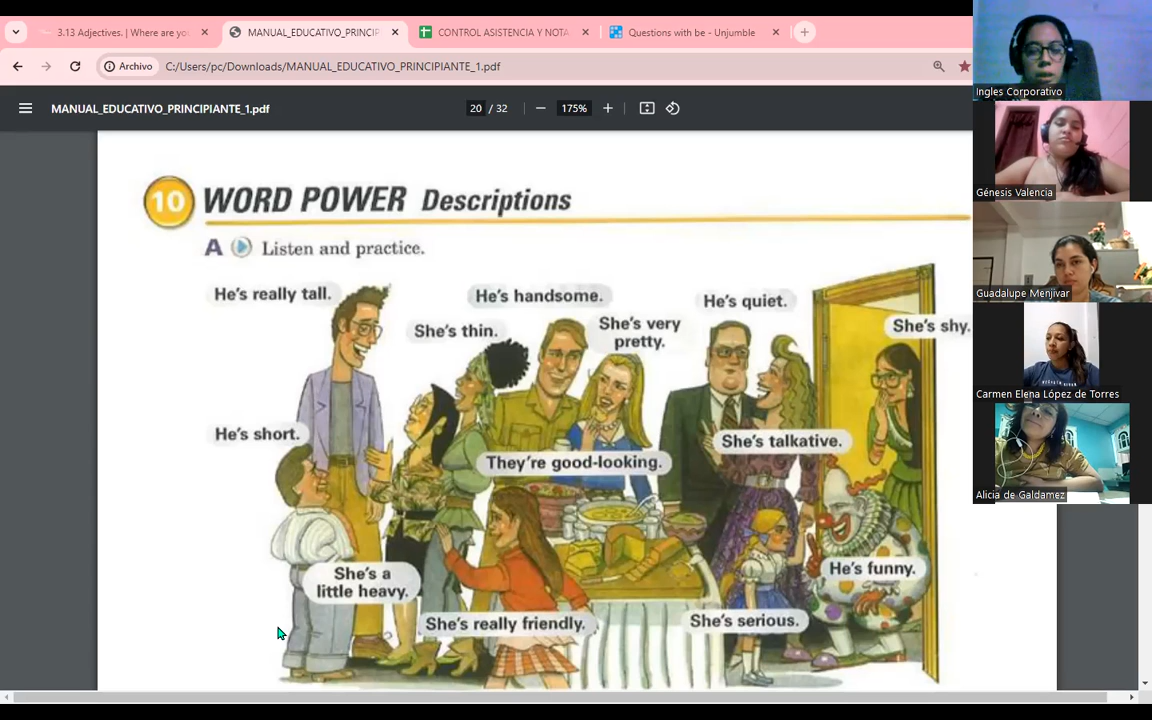 3.13 Adjectives. | Where are yo
MANUAL_EDUCATIVO_PRINCIP
CONTROL ASISTENCIA Y NOTA
Questions with be - Unjumble
Archivo
C:/Users/pc/Downloads/MANUAL_EDUCATIVO_PRINCIPIANTE_1.pdf
MANUAL_EDUCATIVO_PRINCIPIANTE_1.pdf
20 / 32
175%
Ingles Corporativo
Génesis Valencia
Guadalupe Menjivar
Carmen Elena López de Torres
Alicia de Galdamez
10 WORD POWER Descriptions
A Listen and practice.
He's really tall.
He's handsome.
He's quiet.
She's thin.
She's very
pretty.
She's shy.
He's short.
They're good-looking.
She's talkative.
She's a
little heavy.
He's funny.
She's really friendly.
She's serious.